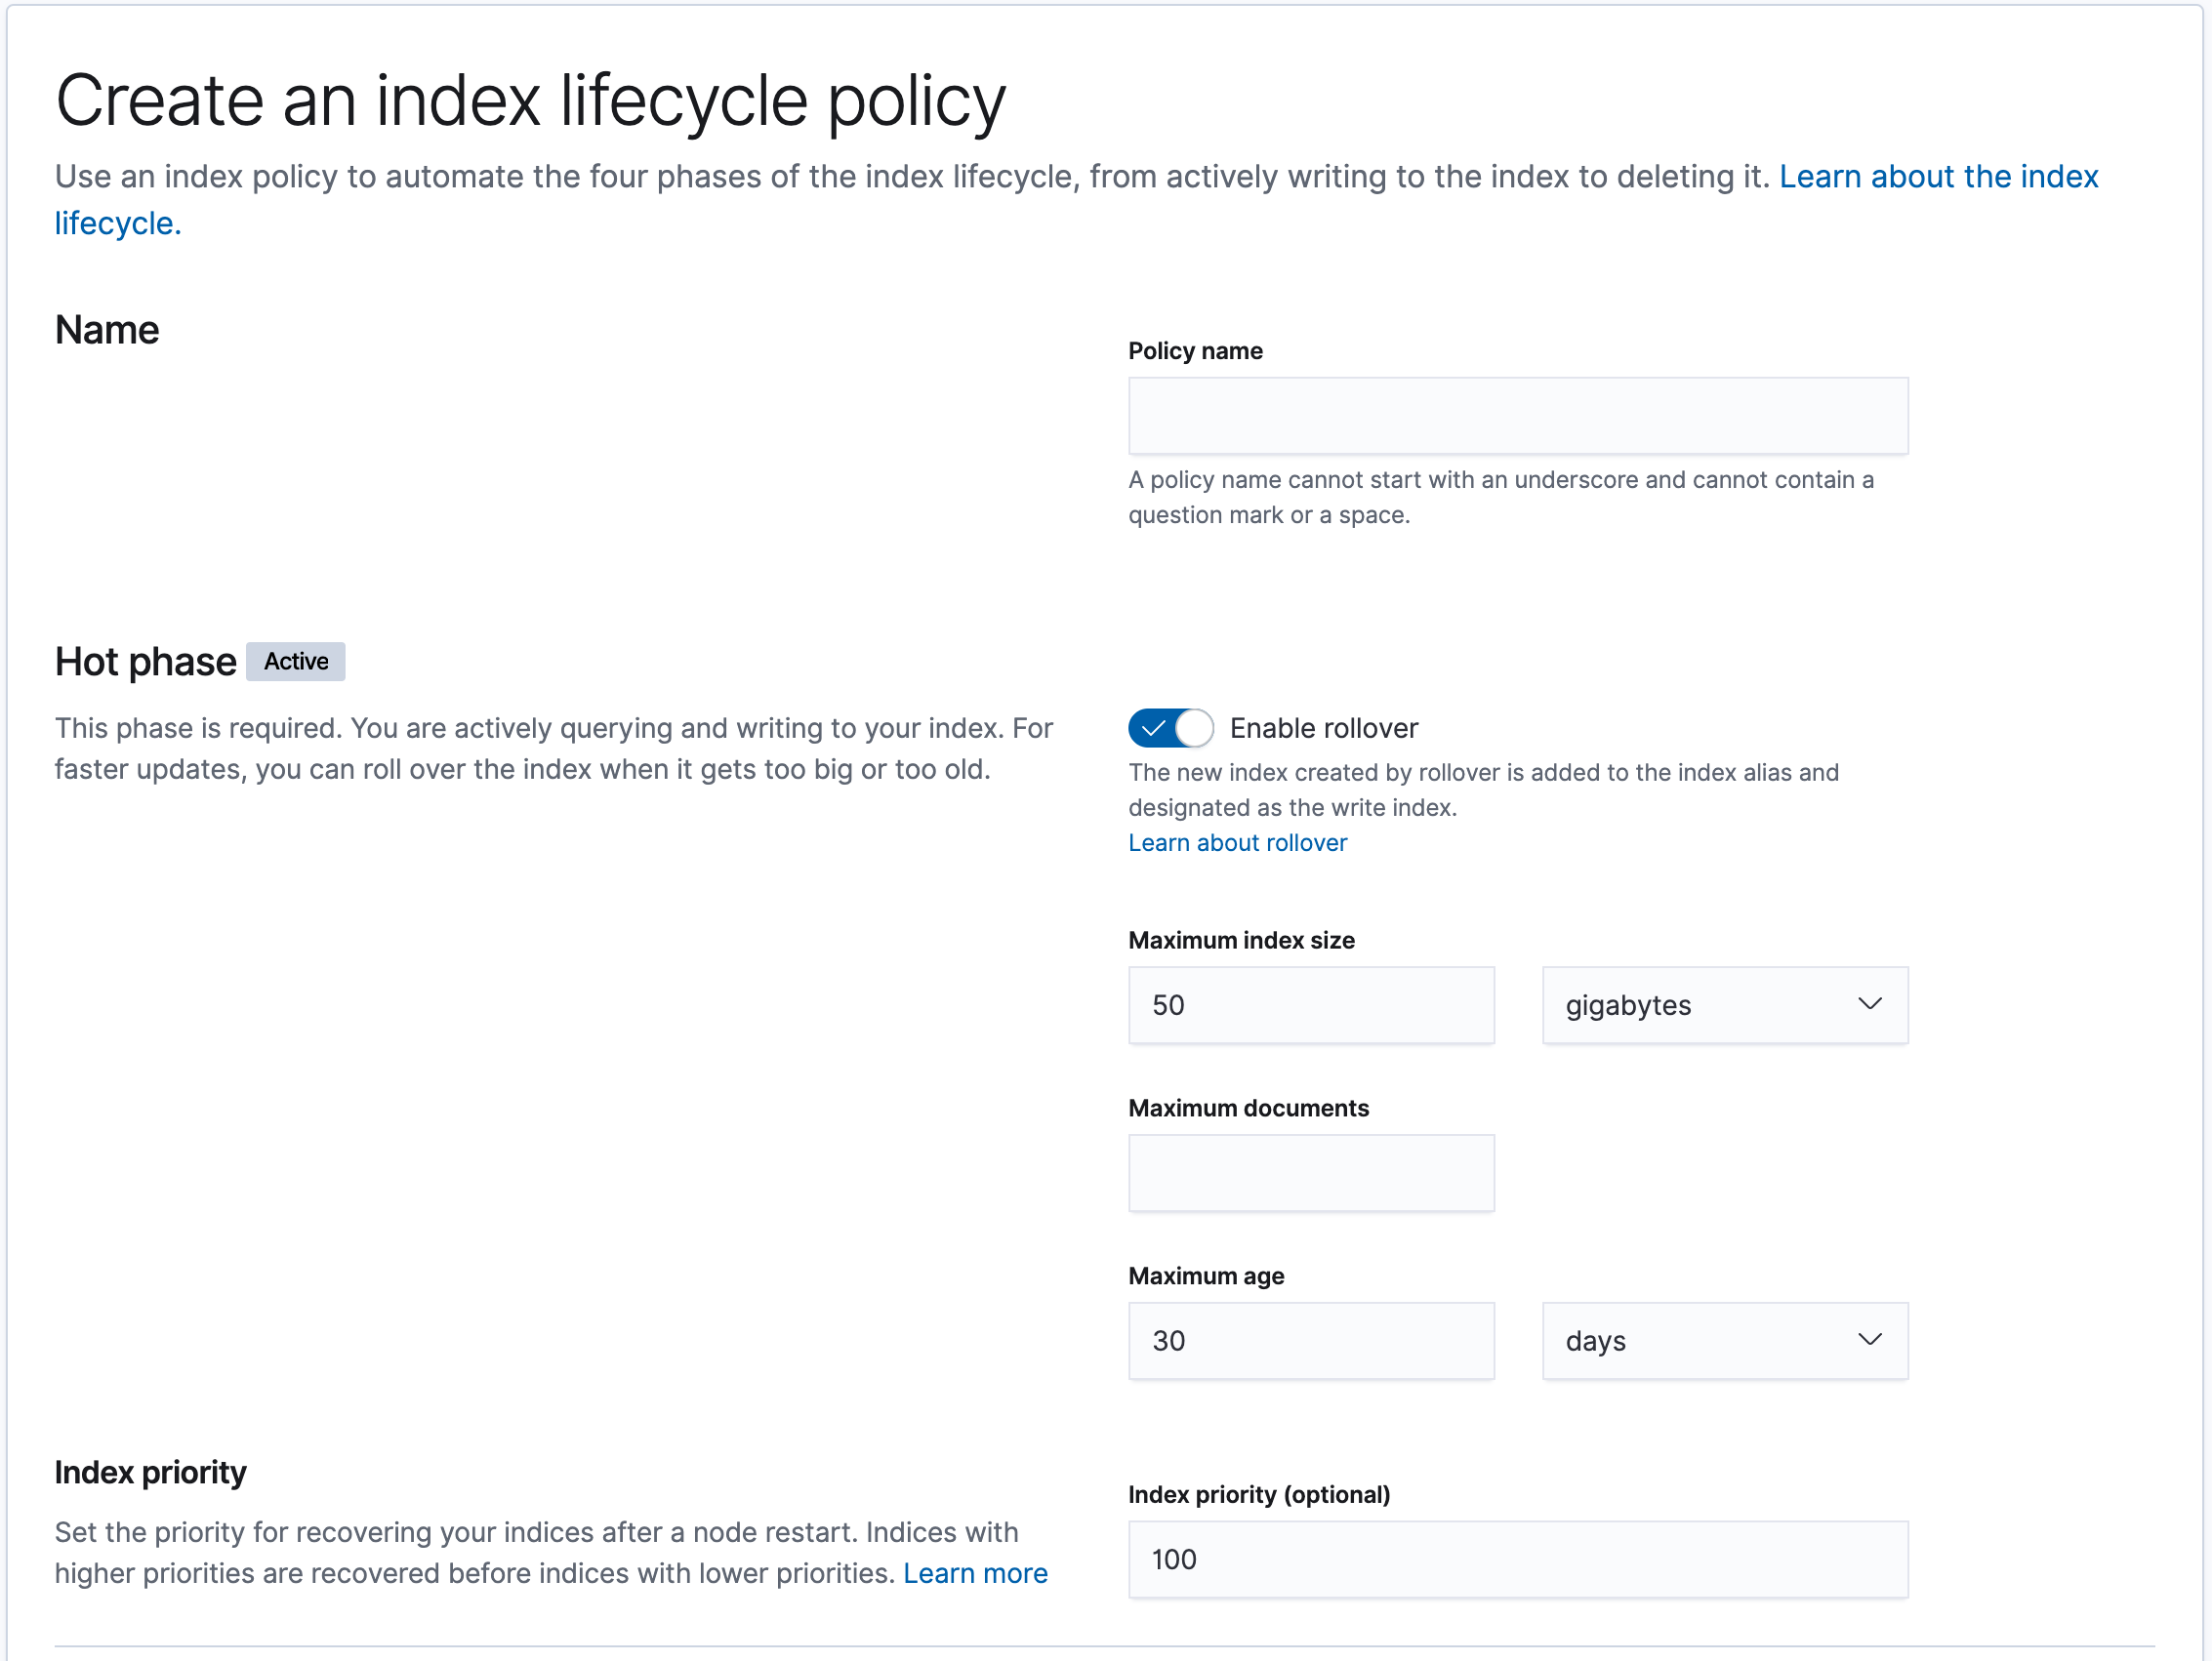 Create an index lifecycle policy
Use an index policy to automate the four phases of the index lifecycle, from actively writing to the index to deleting it. Learn about the index
lifecycle.
Name
Policy name
A policy name cannot start with an underscore and cannot contain a
question mark or a space.
Hot phase Active
This phase is required. You are actively querying and writing to your index. For
faster updates, you can roll over the index when it gets too big or too old.
Enable rollover
The new index created by rollover is added to the index alias and
designated as the write index.
Learn about rollover
Maximum index size
50 gigabytes
Maximum documents
Maximum age
30 days
Index priority
Set the priority for recovering your indices after a node restart. Indices with
higher priorities are recovered before indices with lower priorities. Learn more
Index priority (optional)
100